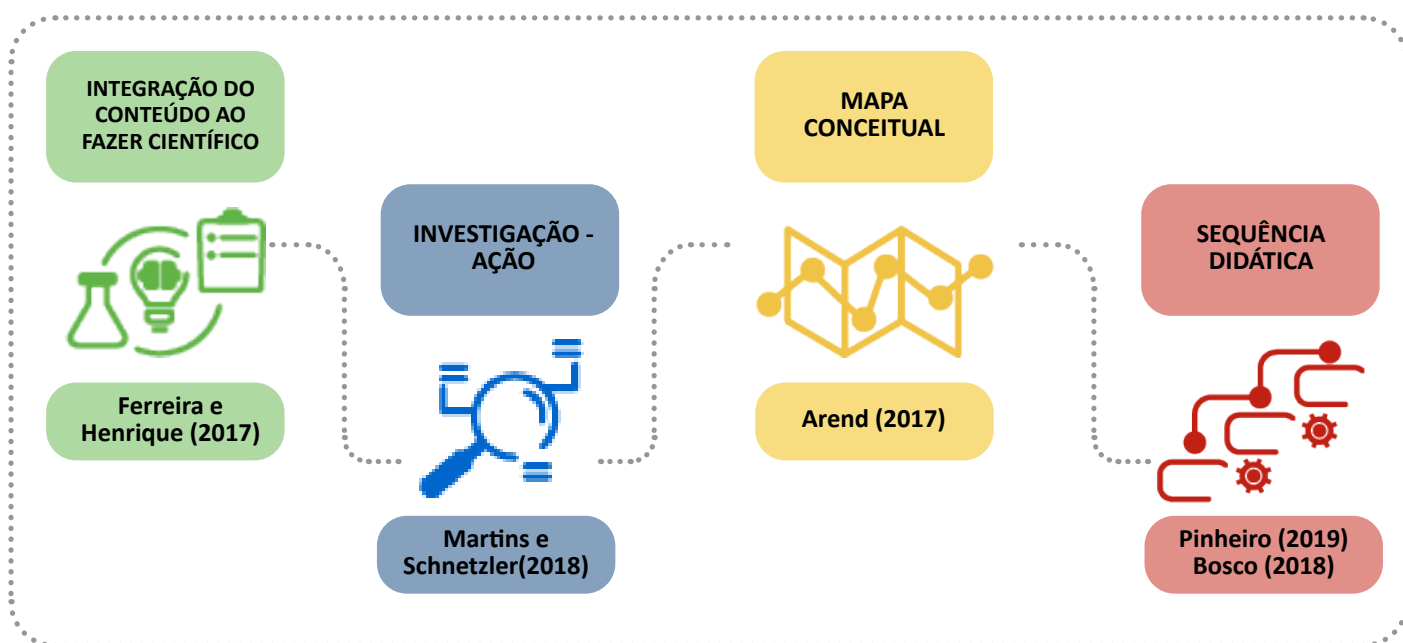 INTEGRAÇÃO DO
CONTEÚDO AO
FAZER CIENTÍFICO
Ferreira e
Henrique (2017)
INVESTIGAÇÃO -
AÇÃO
Martins e
Schnetzler(2018)
MAPA
CONCEITUAL
Arend (2017)
SEQUÊNCIA
DIDÁTICA
Pinheiro (2019)
Bosco (2018)